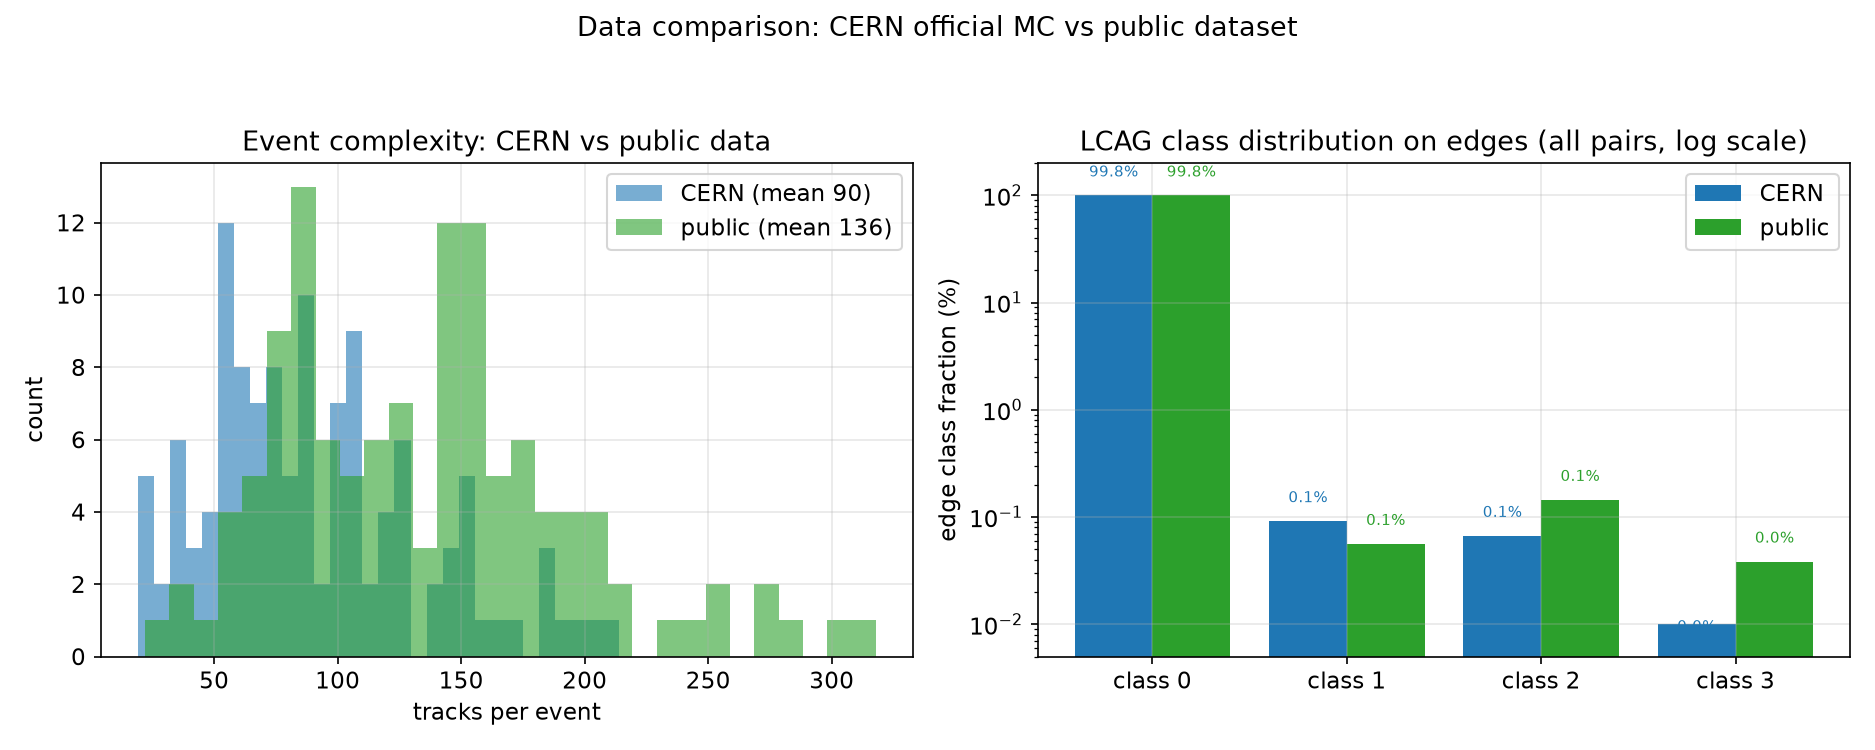 Data comparison: CERN official MC vs public dataset
Event complexity: CERN vs public data
CERN (mean 90)
public (mean 136)
count
12
10
8
6
4
2
0
50
100
150
200
250
300
tracks per event
LCAG class distribution on edges (all pairs, log scale)
CERN
public
edge class fraction (%)
10²
10¹
10⁰
10⁻¹
10⁻²
99.8%
99.8%
0.1%
0.1%
0.1%
0.1%
0.0%
0.0%
class 0
class 1
class 2
class 3